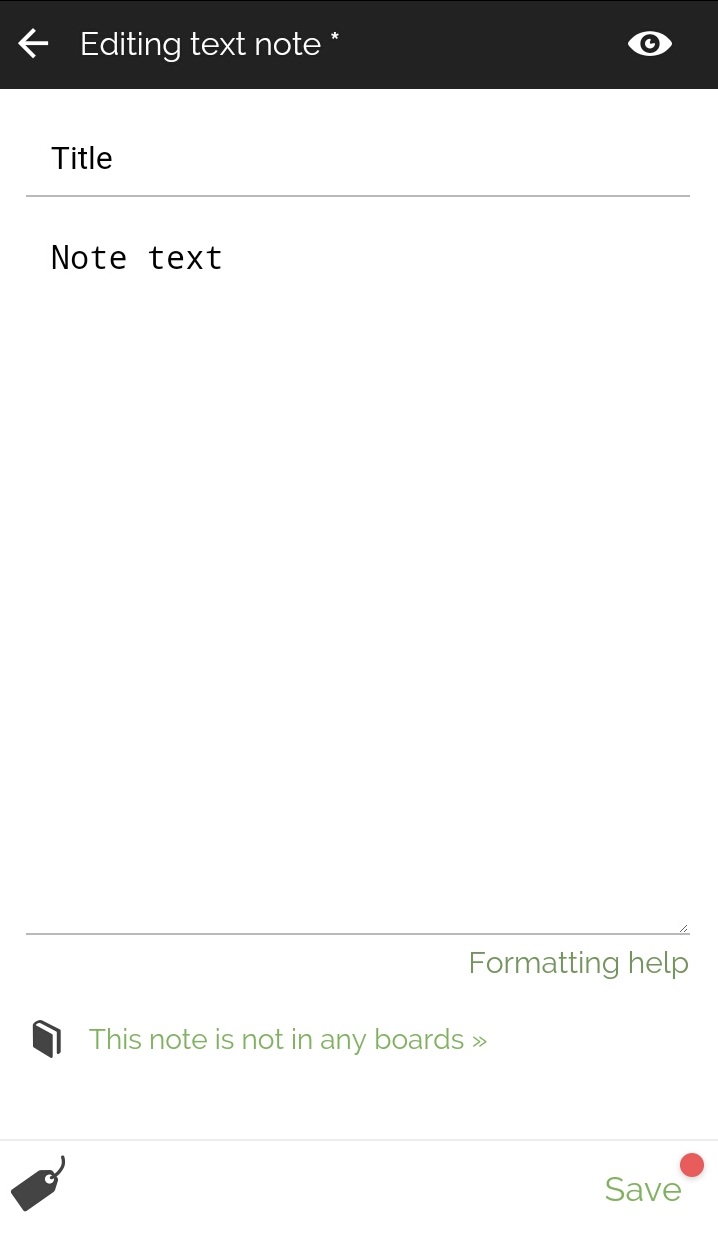 Editing text note *
Title
Note text
Formatting help
This note is not in any boards »
Save